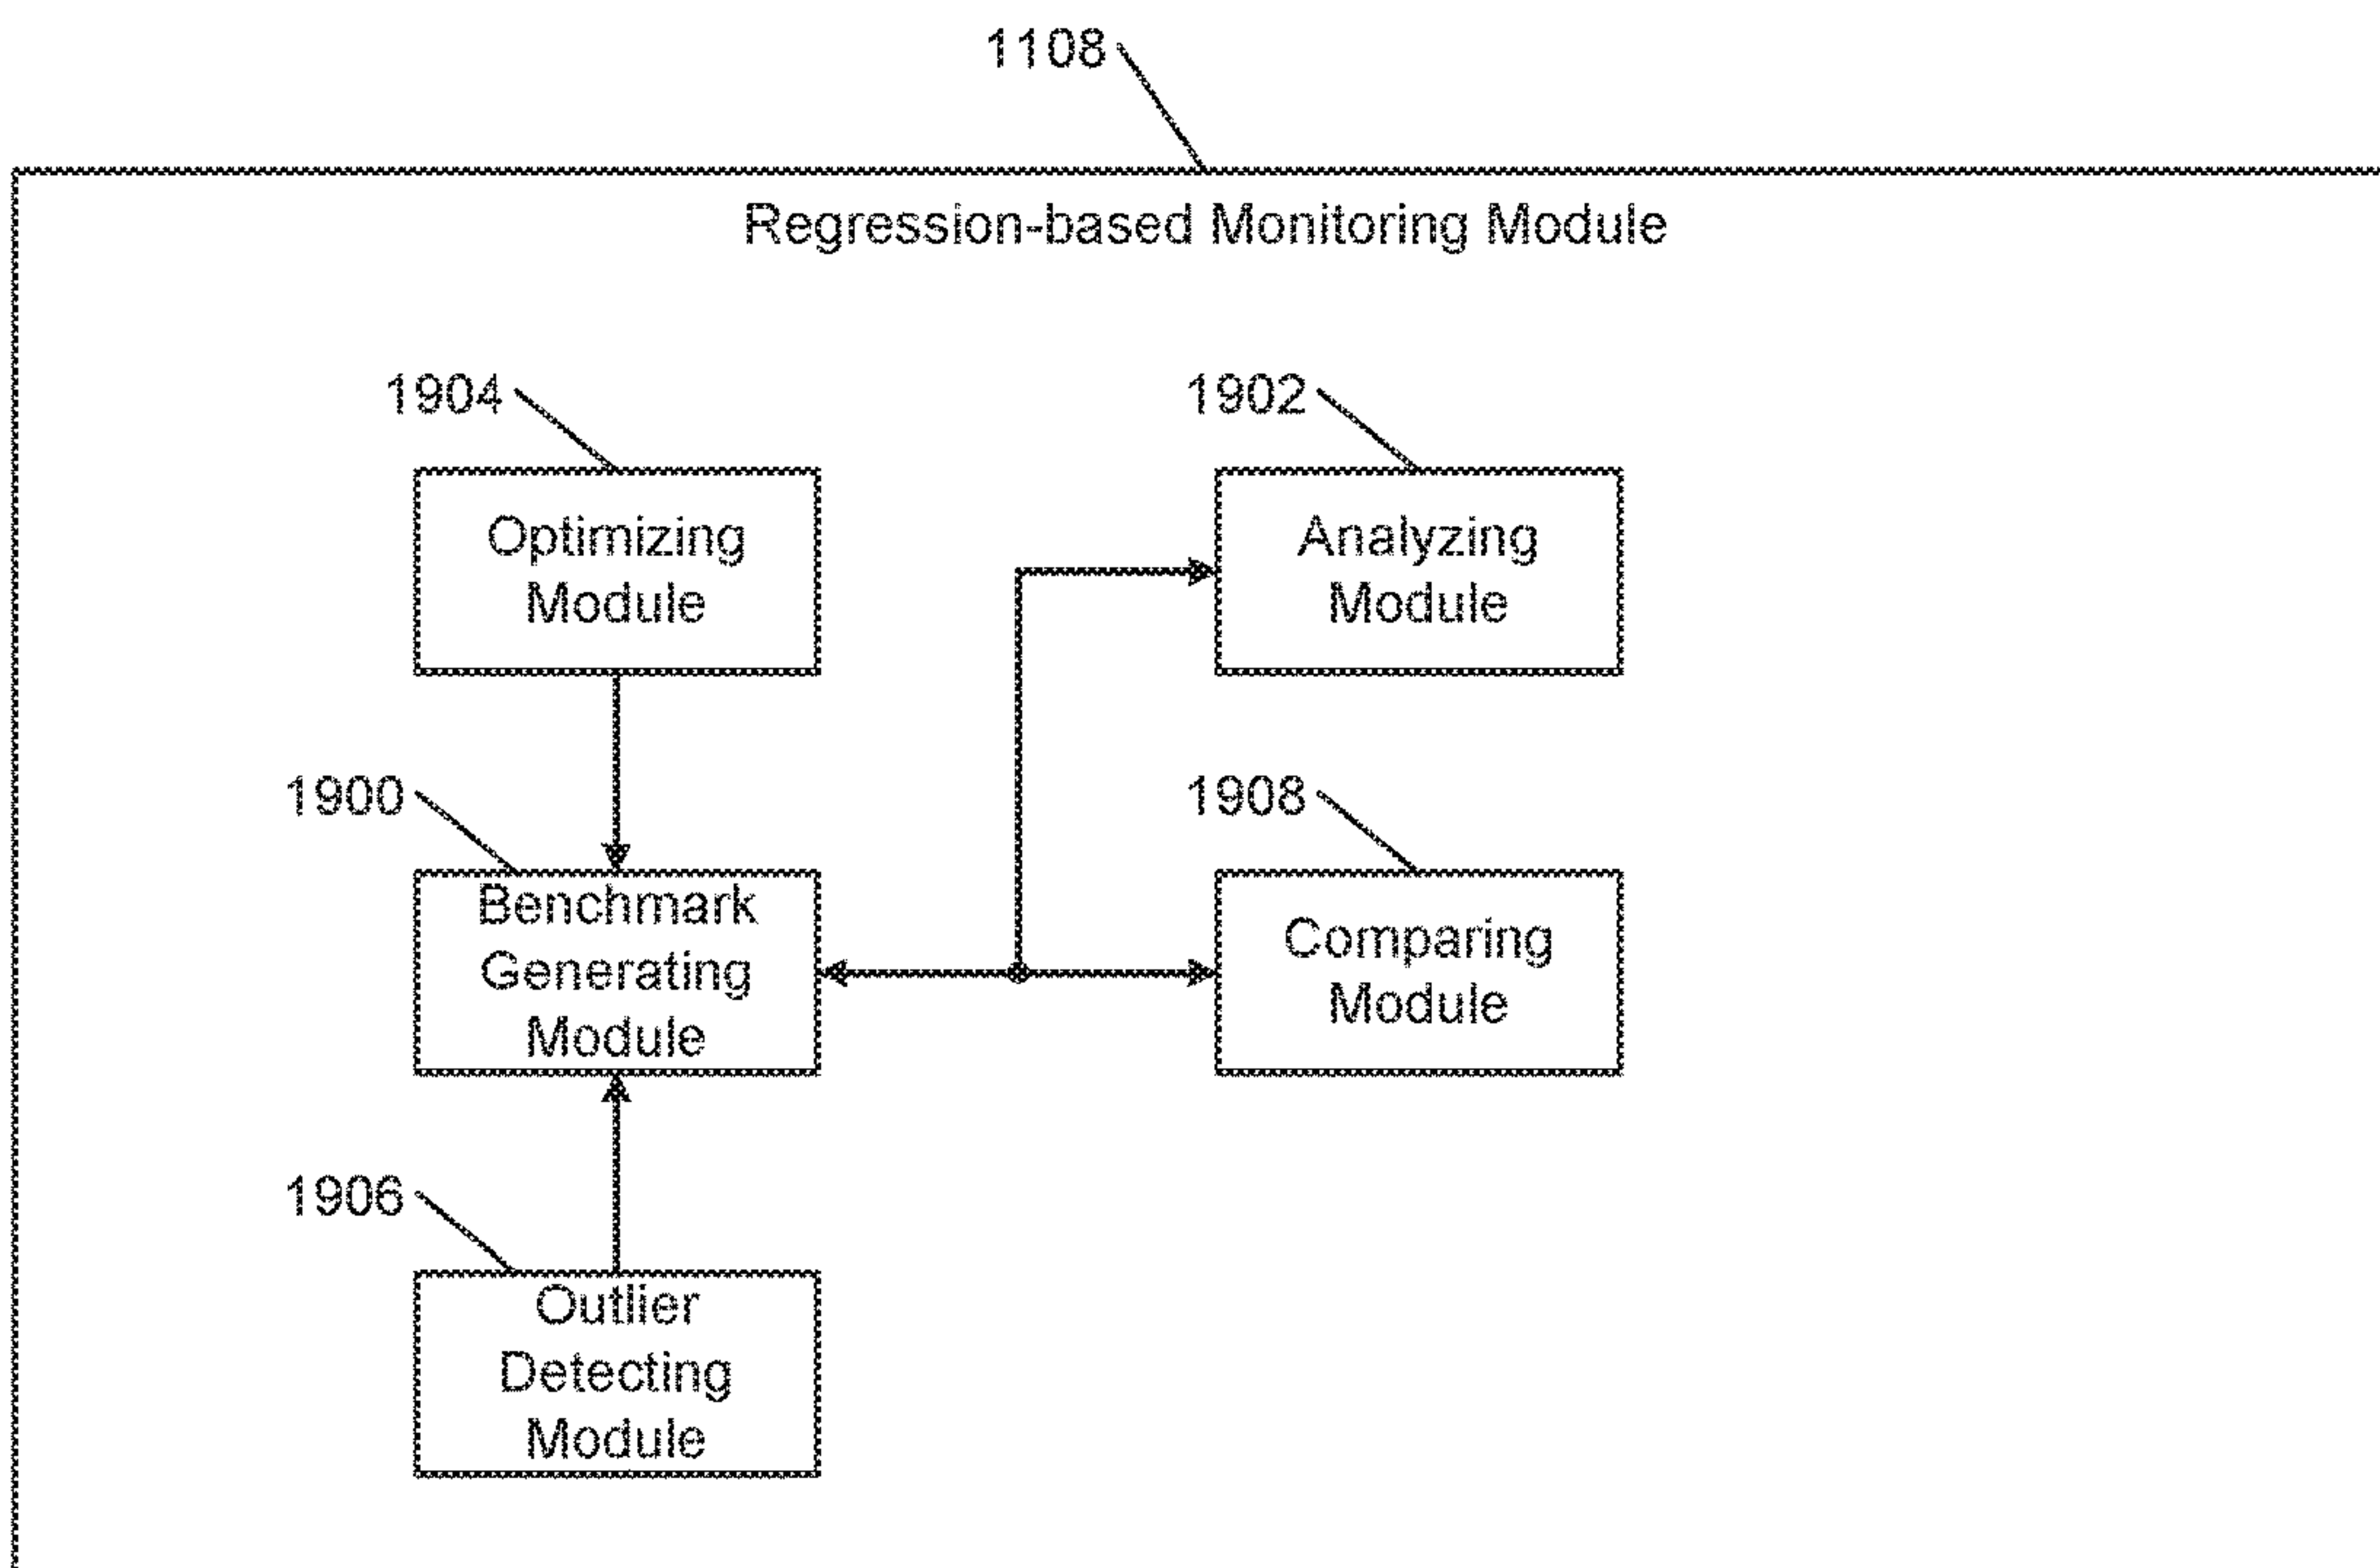 1108
Regression-based Monitoring Module
1904
1902
Optimizing
Module
Analyzing
Module
1900
1908
Benchmark
Generating
Module
Comparing
Module
1906
Outlier
Detecting
Module